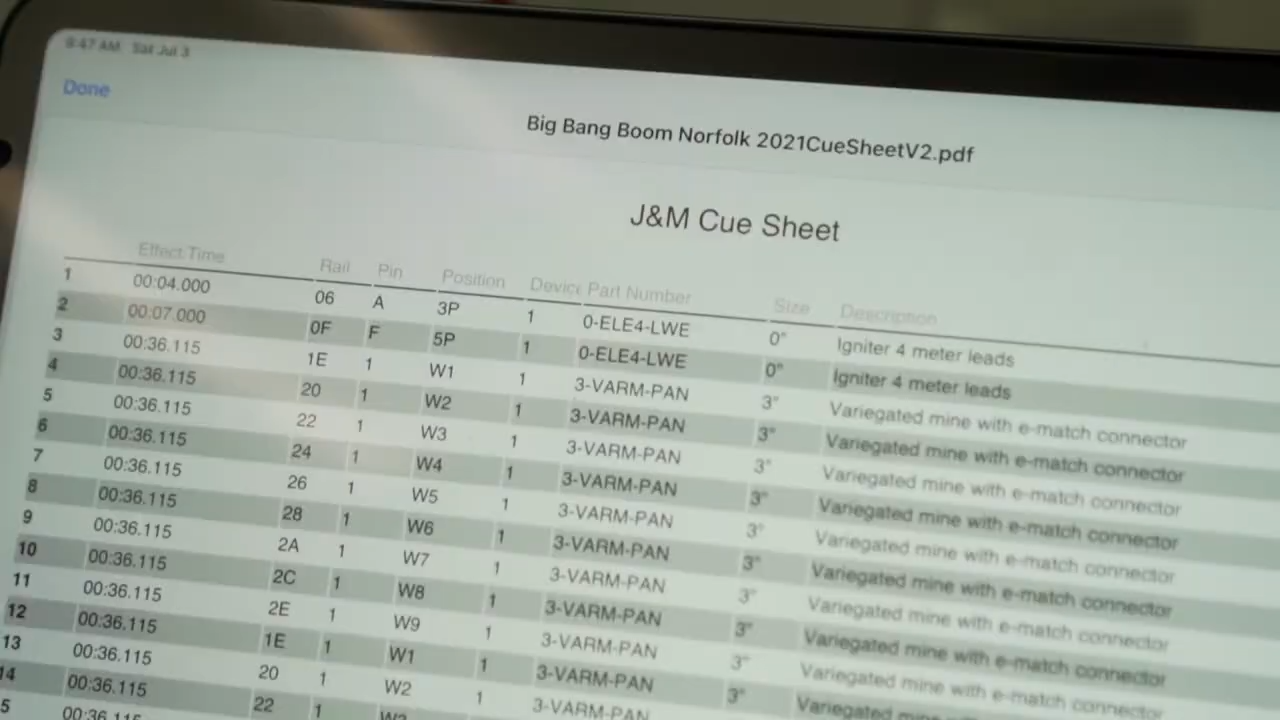 8:47 AM Sat Jul 3
Done
Big Bang Boom Norfolk 2021CueSheetV2.pdf
J&M Cue Sheet
Effect Time Rail Pin Position Device Part Number Size Description
1 00:04.000 06 A 3P 1 0-ELE4-LWE 0" Igniter 4 meter leads
2 00:07.000 0F F 5P 1 0-ELE4-LWE 0" Igniter 4 meter leads
3 00:36.115 1E 1 W1 1 3-VARM-PAN 3" Variegated mine with e-match connector
4 00:36.115 20 1 W2 1 3-VARM-PAN 3" Variegated mine with e-match connector
5 00:36.115 22 1 W3 1 3-VARM-PAN 3" Variegated mine with e-match connector
6 00:36.115 24 1 W4 1 3-VARM-PAN 3" Variegated mine with e-match connector
7 00:36.115 26 1 W5 1 3-VARM-PAN 3" Variegated mine with e-match connector
8 00:36.115 28 1 W6 1 3-VARM-PAN 3" Variegated mine with e-match connector
9 00:36.115 2A 1 W7 1 3-VARM-PAN 3" Variegated mine with e-match connector
10 00:36.115 2C 1 W8 1 3-VARM-PAN 3" Variegated mine with e-match connector
11 00:36.115 2E 1 W9 1 3-VARM-PAN 3" Variegated mine with e-match connector
12 00:36.115 1E 1 W1 1 3-VARM-PAN 3" Variegated mine with e-match connector
13 00:36.115 20 1 W2 1 3-VARM-PAN
14 00:36.115 22 1
5 00:36.115